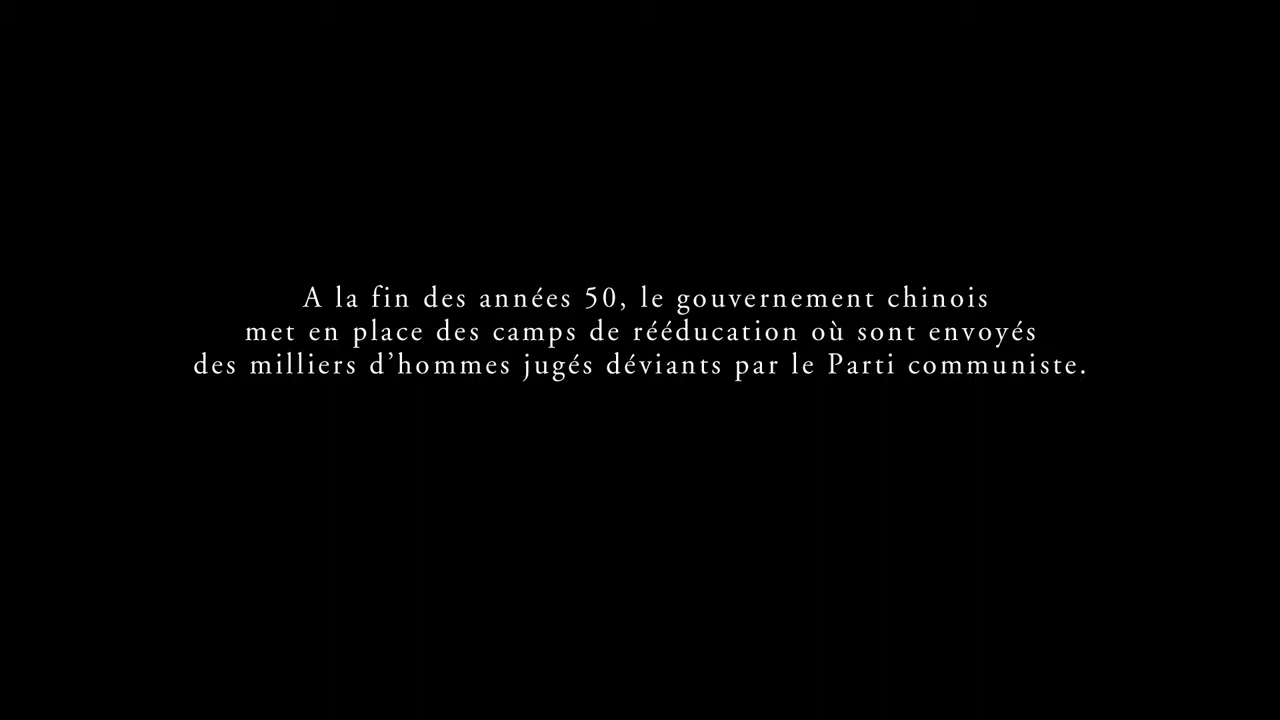 A la fin des années 50, le gouvernement chinois
met en place des camps de rééducation où sont envoyés
des milliers d’hommes jugés déviants par le Parti communiste.